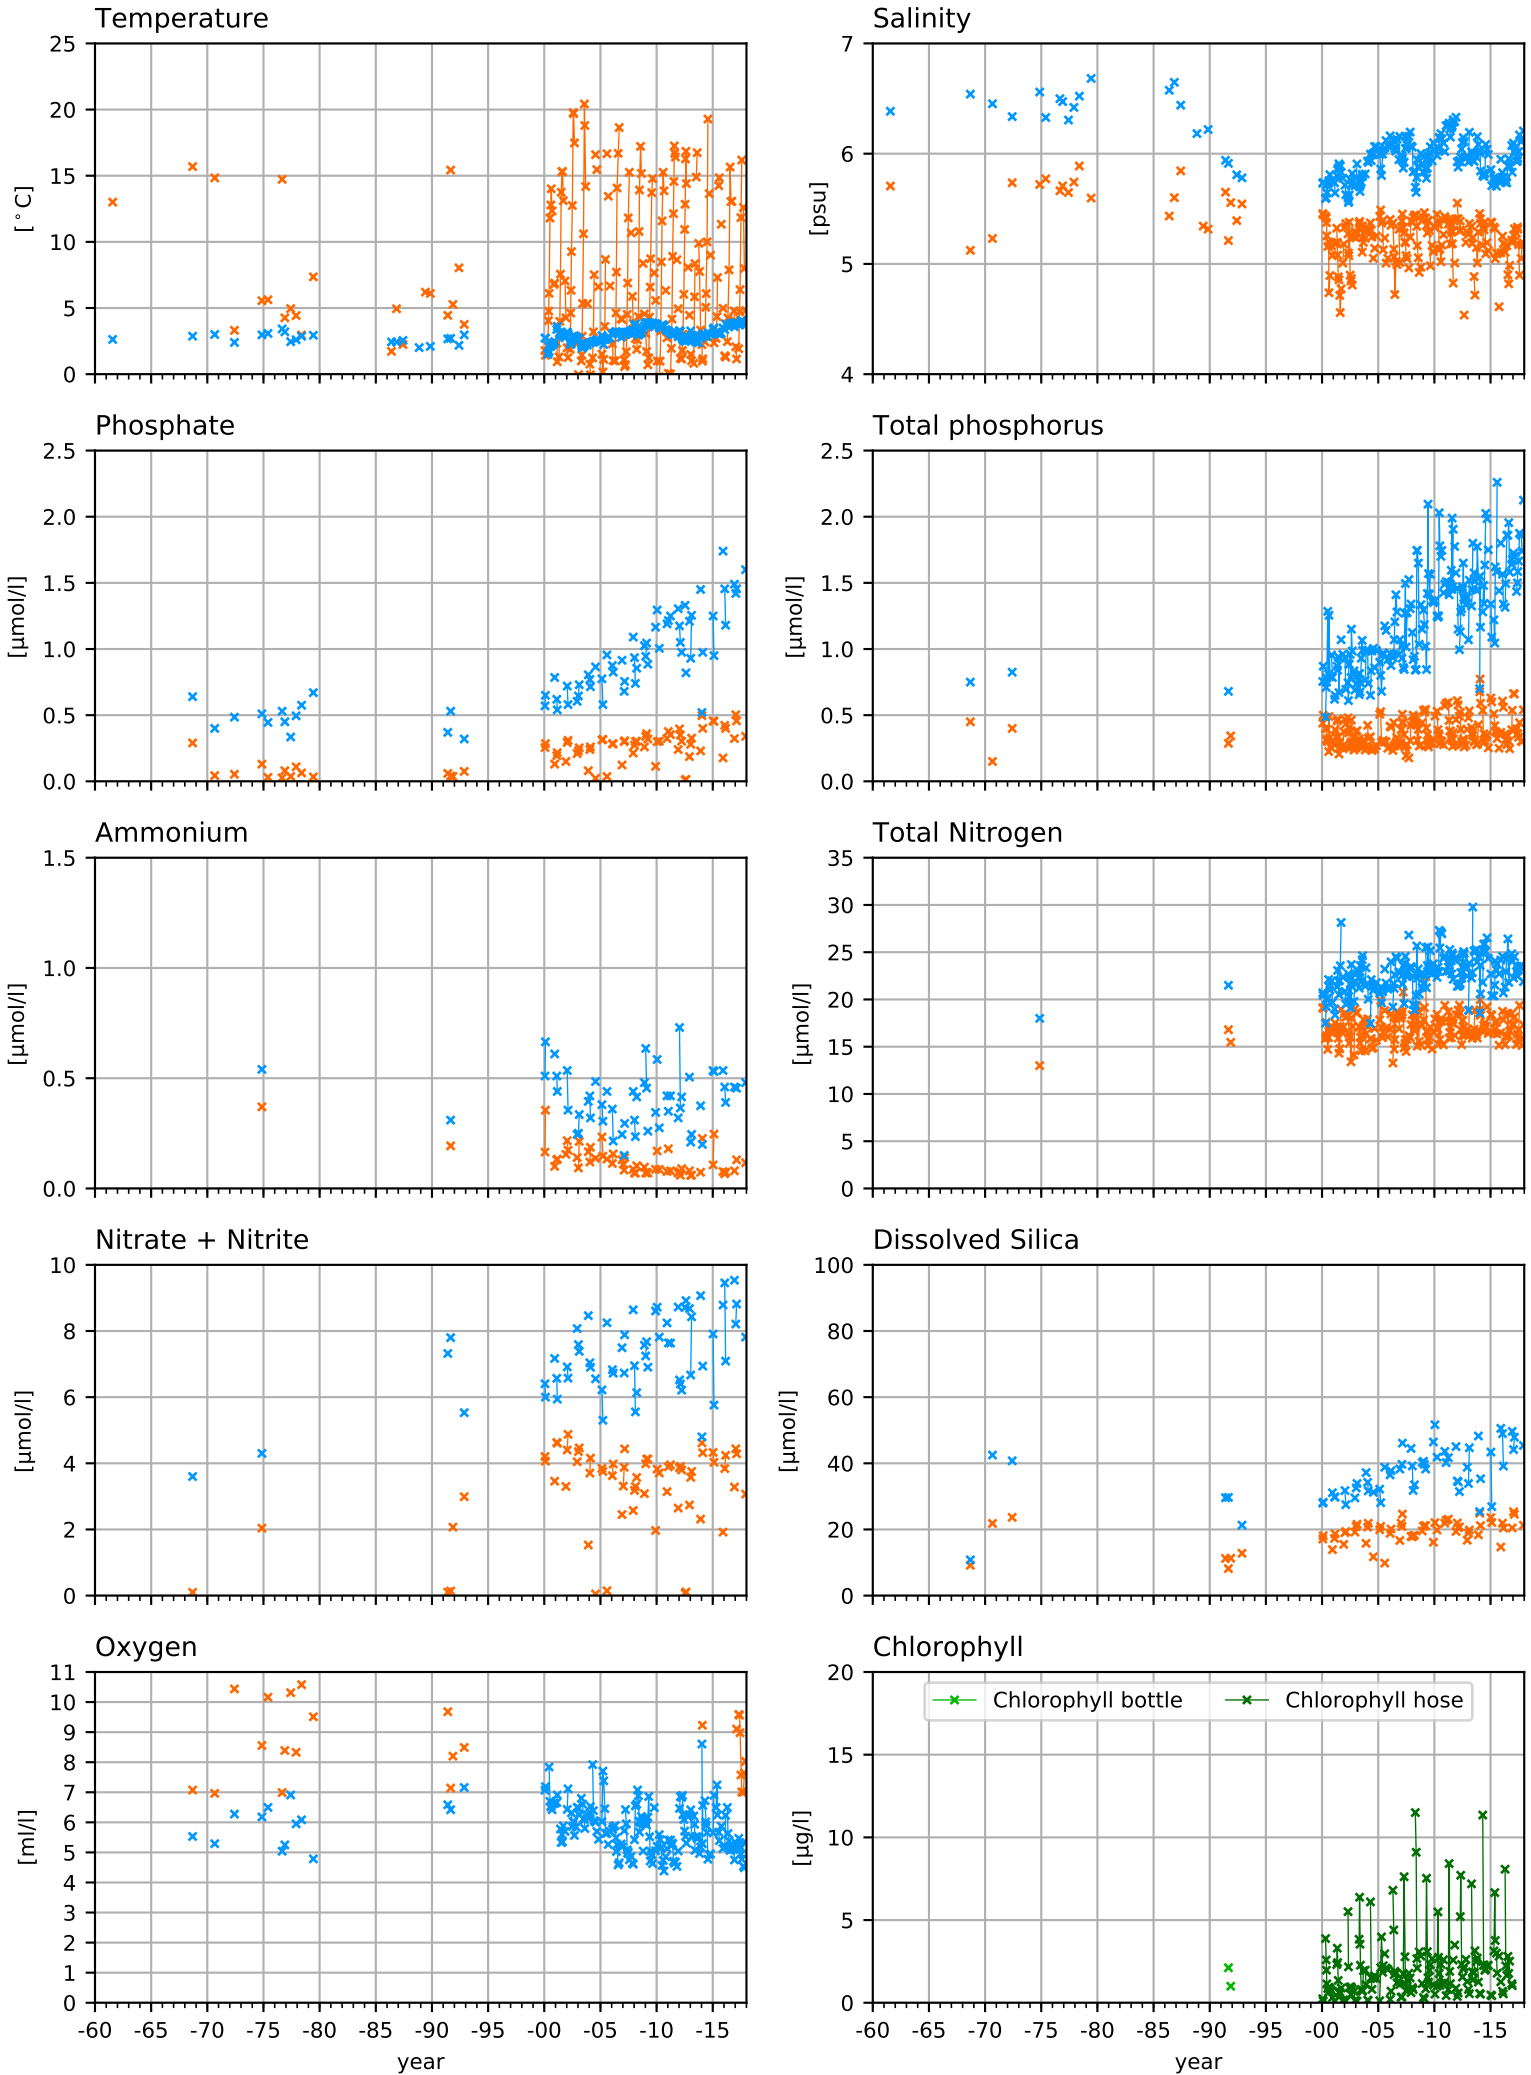 Temperature
Salinity
25
20
15
10
5
0
[°C]
7
6
5
4
[psu]
Phosphate
Total phosphorus
2.5
2.0
1.5
1.0
0.5
0.0
[µmol/l]
2.5
2.0
1.5
1.0
0.5
0.0
[µmol/l]
Ammonium
Total Nitrogen
1.5
1.0
0.5
0.0
[µmol/l]
35
30
25
20
15
10
5
0
[µmol/l]
Nitrate + Nitrite
Dissolved Silica
10
8
6
4
2
0
[µmol/l]
100
80
60
40
20
0
[µmol/l]
Oxygen
Chlorophyll
11
10
9
8
7
6
5
4
3
2
1
0
[ml/l]
20
15
10
5
0
[µg/l]
Chlorophyll bottle Chlorophyll hose
-60 -65 -70 -75 -80 -85 -90 -95 -00 -05 -10 -15
-60 -65 -70 -75 -80 -85 -90 -95 -00 -05 -10 -15
year
year